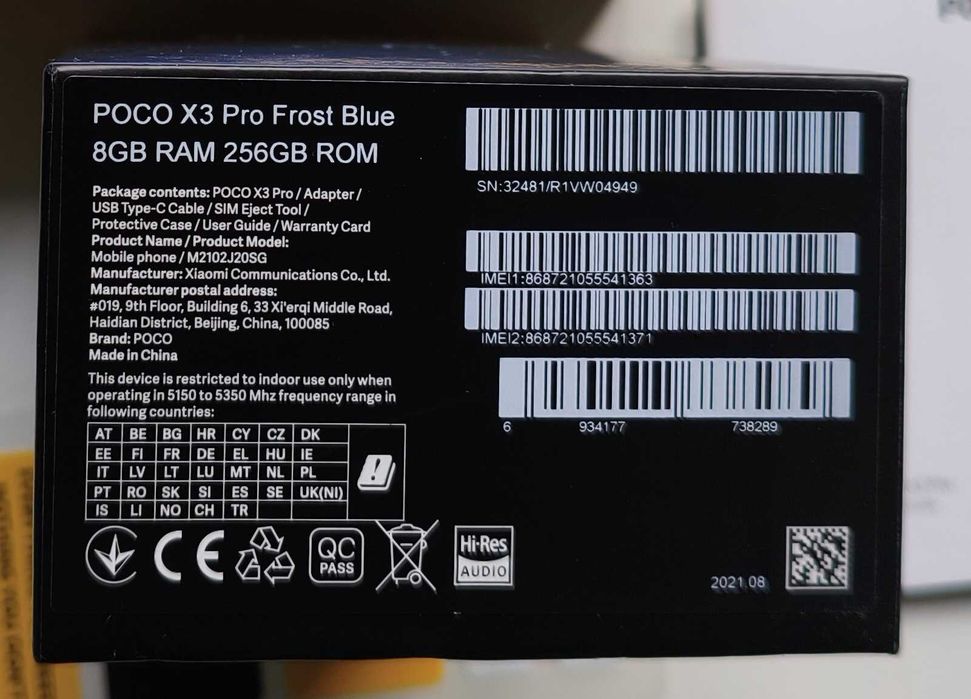 POCO X3 Pro Frost Blue
8GB RAM 256GB ROM
Package contents: POCO X3 Pro / Adapter /
USB Type-C Cable / SIM Eject Tool /
Protective Case / User Guide / Warranty Card
Product Name / Product Model:
Mobile phone / M2102J20SG
Manufacturer: Xiaomi Communications Co., Ltd.
Manufacturer postal address:
#019, 9th Floor, Building 6, 33 Xi'erqi Middle Road,
Haidian District, Beijing, China, 100085
Brand: POCO
Made in China
This device is restricted to indoor use only when
operating in 5150 to 5350 Mhz frequency range in
following countries:
AT BE BG HR CY CZ DK
EE FI FR DE EL HU IE
IT LV LT LU MT NL PL
PT RO SK SI ES SE UK(NI)
IS LI NO CH TR
CE
QC
PASS
Hi-Res
AUDIO
SN:32481/R1VW04949
IMEI1:868721055541363
IMEI2:868721055541371
6 934177 738289
2021.08